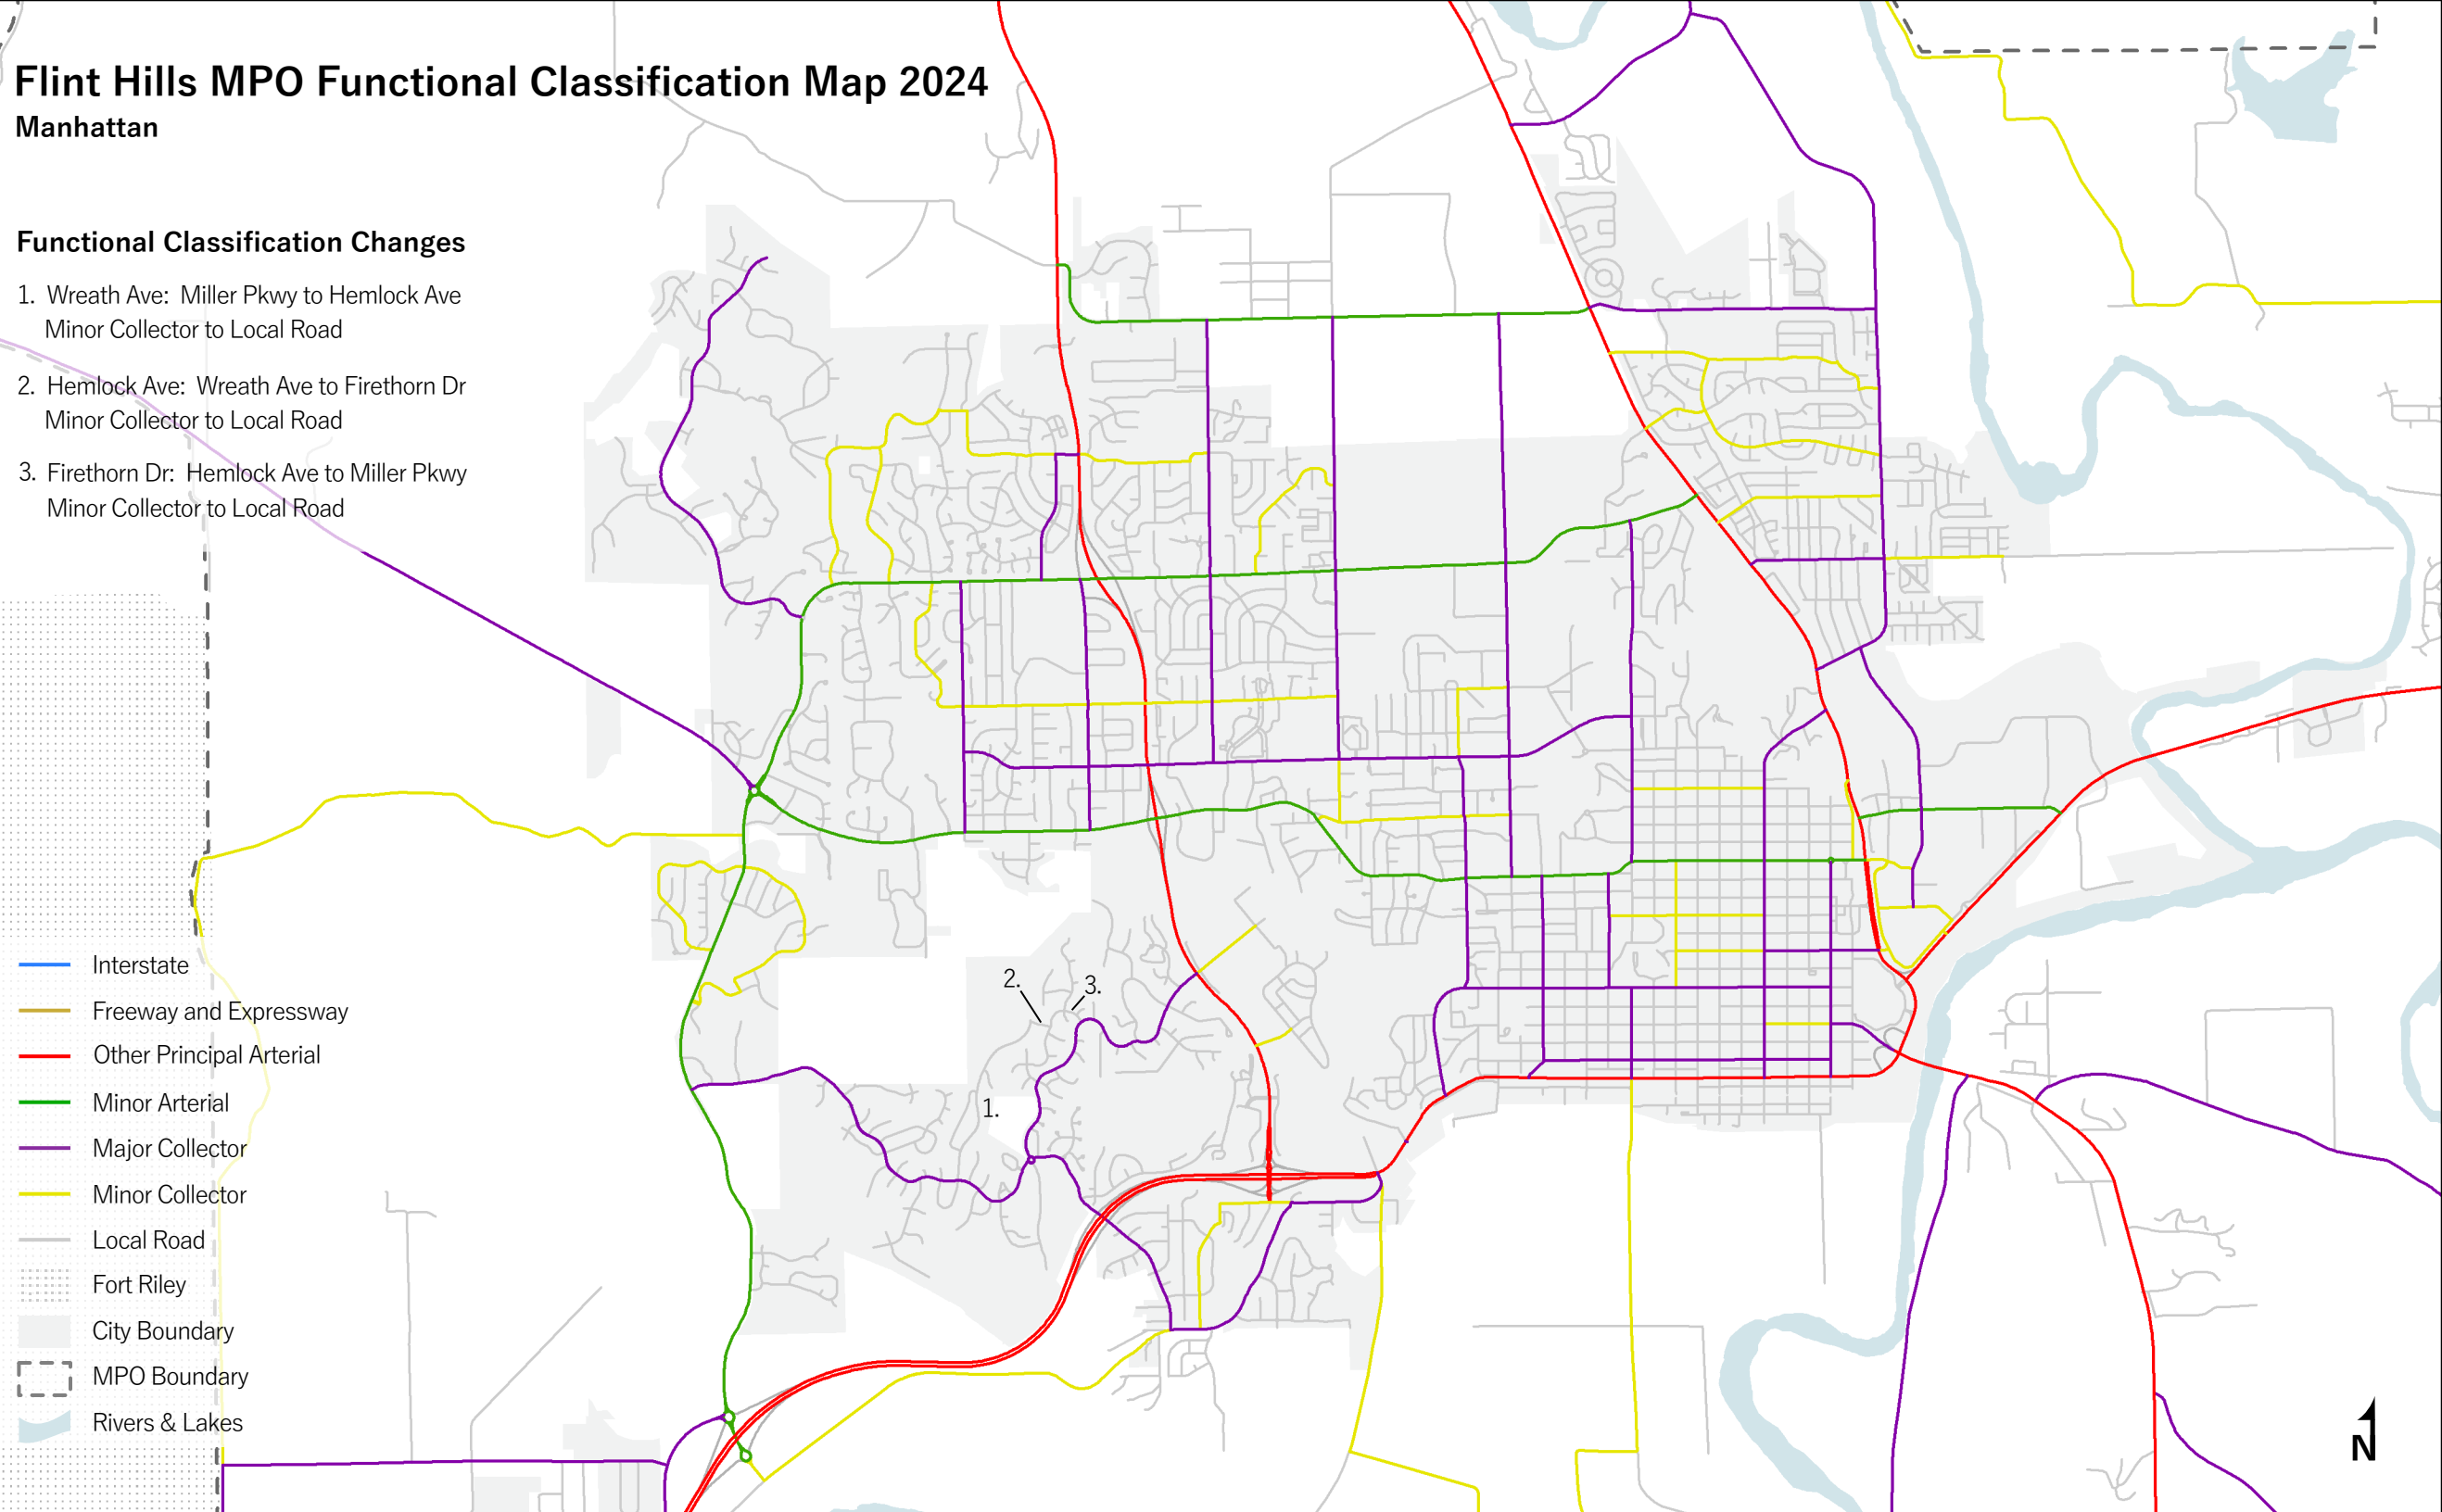 Flint Hills MPO Functional Classification Map 2024
Manhattan
Functional Classification Changes
1. Wreath Ave: Miller Pkwy to Hemlock Ave
Minor Collector to Local Road
2. Hemlock Ave: Wreath Ave to Firethorn Dr
Minor Collector to Local Road
3. Firethorn Dr: Hemlock Ave to Miller Pkwy
Minor Collector to Local Road
2.
3.
1.
Interstate
Freeway and Expressway
Other Principal Arterial
Minor Arterial
Major Collector
Minor Collector
Local Road
Fort Riley
City Boundary
MPO Boundary
Rivers & Lakes
N